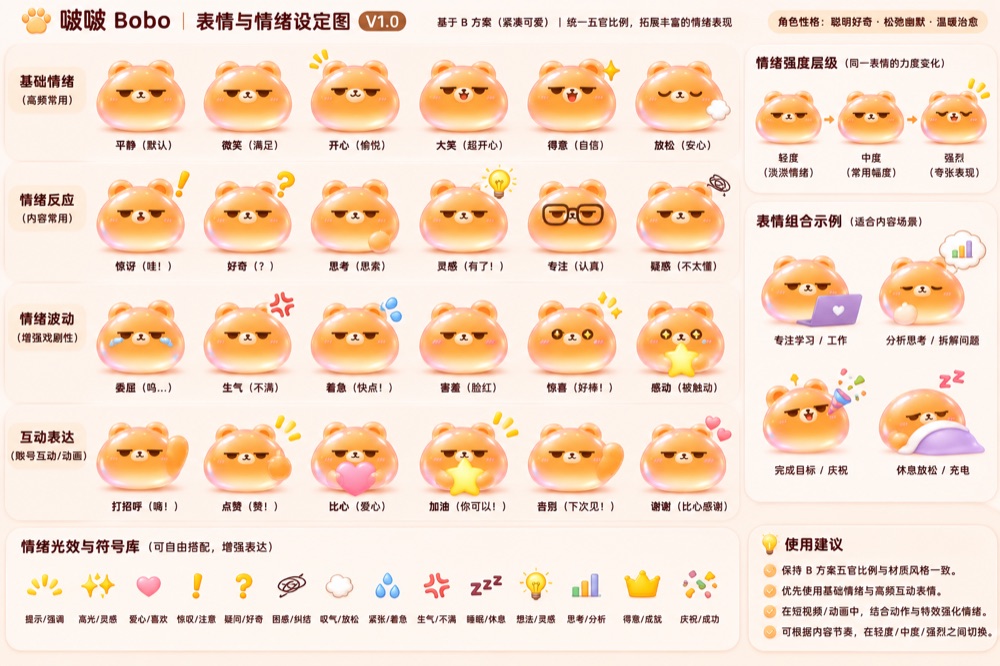 啵啵 Bobo | 表情与情绪设定图 V1.0
基于 B 方案（紧凑可爱） | 统一五官比例，拓展丰富的情绪表现
角色性格：聪明好奇 · 松弛幽默 · 温暖治愈
基础情绪
（高频常用）
平静（默认） 微笑（满足） 开心（愉悦） 大笑（超开心） 得意（自信） 放松（安心）
情绪反应
（内容常用）
惊讶（哇！） 好奇（？） 思考（思索） 灵感（有了！） 专注（认真） 疑惑（不太懂）
情绪波动
（增强戏剧性）
委屈（呜...） 生气（不满） 着急（快点！） 害羞（脸红） 惊喜（好棒！） 感动（被触动）
互动表达
（账号互动/动画）
打招呼（嗨！） 点赞（赞！） 比心（爱心） 加油（你可以！） 告别（下次见！） 谢谢（比心感谢）
情绪光效与符号库（可自由搭配，增强表达）
zzz
提示/强调 高光/灵感 爱心/喜欢 惊叹/注意 疑问/好奇 困惑/纠结 叹气/放松 紧张/着急 生气/不满 睡眠/休息 想法/灵感 思考/分析 得意/成就 庆祝/成功
情绪强度层级（同一表情的力度变化）
轻度 中度 强烈
（淡淡情绪） （常用幅度） （夸张表现）
表情组合示例（适合内容场景）
专注学习 / 工作 分析思考 / 拆解问题
zz
完成目标 / 庆祝 休息放松 / 充电
使用建议
保持 B 方案五官比例与材质风格一致。
优先使用基础情绪与高频互动表情。
在短视频/动画中，结合动作与特效强化情绪。
可根据内容节奏，在轻度/中度/强烈之间切换。